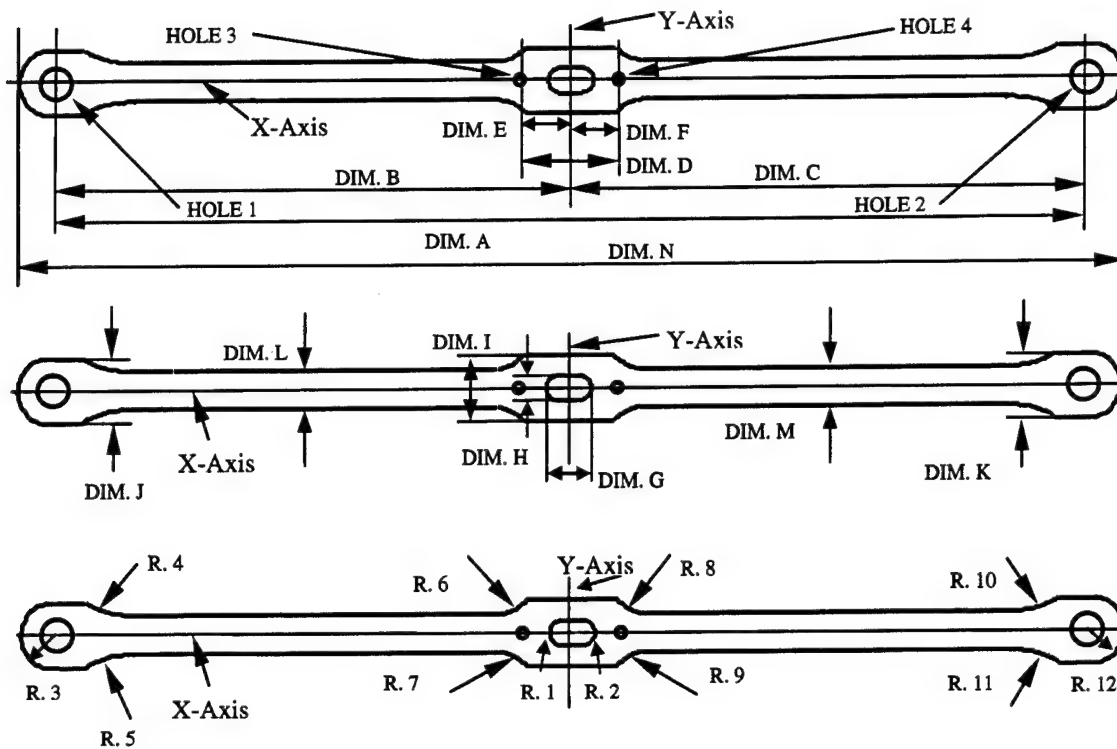 Y-Axis
HOLE 3
HOLE 4
X-Axis
DIM. E
DIM. F
DIM. D
DIM. B
DIM. C
HOLE 1
HOLE 2
DIM. A
DIM. N
DIM. I
Y-Axis
DIM. L
DIM. M
DIM. H
X-Axis
DIM. G
DIM. K
DIM. J
Y-Axis
R. 4
R. 6
R. 8
R. 10
R. 7
R. 1
R. 2
R. 9
R. 11
R. 12
R. 3
X-Axis
R. 5